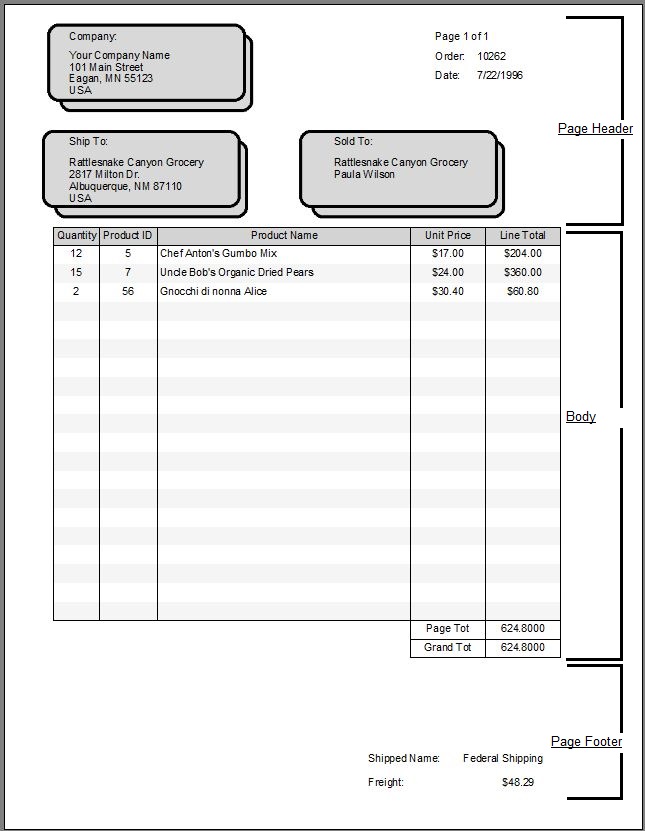 Company:
Your Company Name
101 Main Street
Eagan, MN 55123
USA
Page 1 of 1
Order: 10262
Date: 7/22/1996
Page Header
Ship To:
Rattlesnake Canyon Grocery
2817 Milton Dr.
Albuquerque, NM 87110
USA
Sold To:
Rattlesnake Canyon Grocery
Paula Wilson
Quantity Product ID Product Name Unit Price Line Total
12 5 Chef Anton's Gumbo Mix $17.00 $204.00
15 7 Uncle Bob's Organic Dried Pears $24.00 $360.00
2 56 Gnocchi di nonna Alice $30.40 $60.80
Body
Page Tot 624.8000
Grand Tot 624.8000
Page Footer
Shipped Name: Federal Shipping
Freight: $48.29